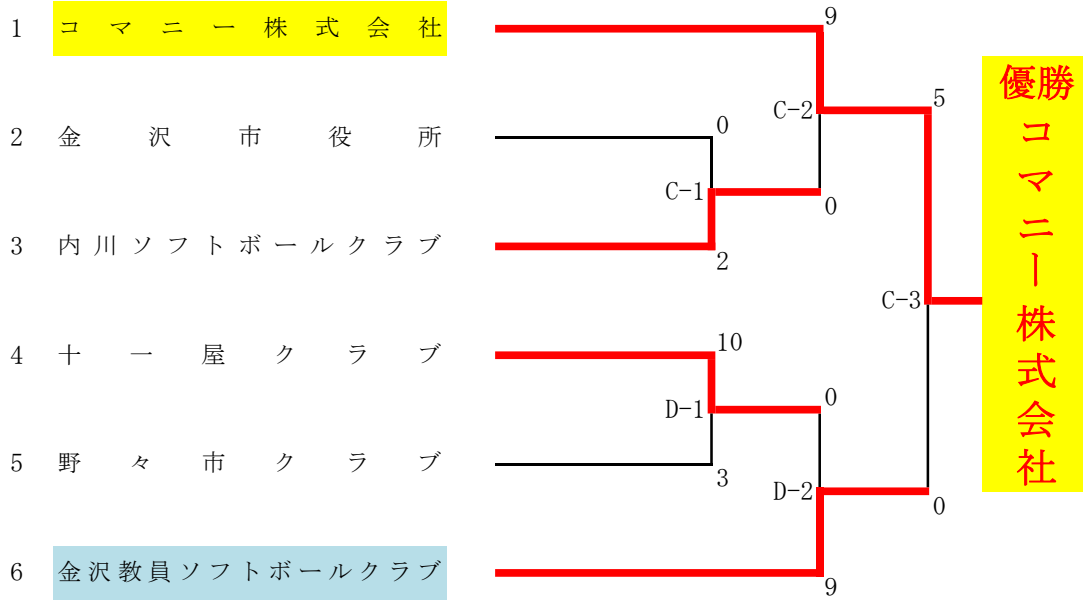 1 コマニー株式会社
9
優勝 コマニー株式会社
5
C-2
2 金沢市役所
0
C-1
0
3 内川ソフトボールクラブ
2
C-3
4 十一屋クラブ
10
D-1
0
5 野々市クラブ
3
D-2
0
6 金沢教員ソフトボールクラブ
9